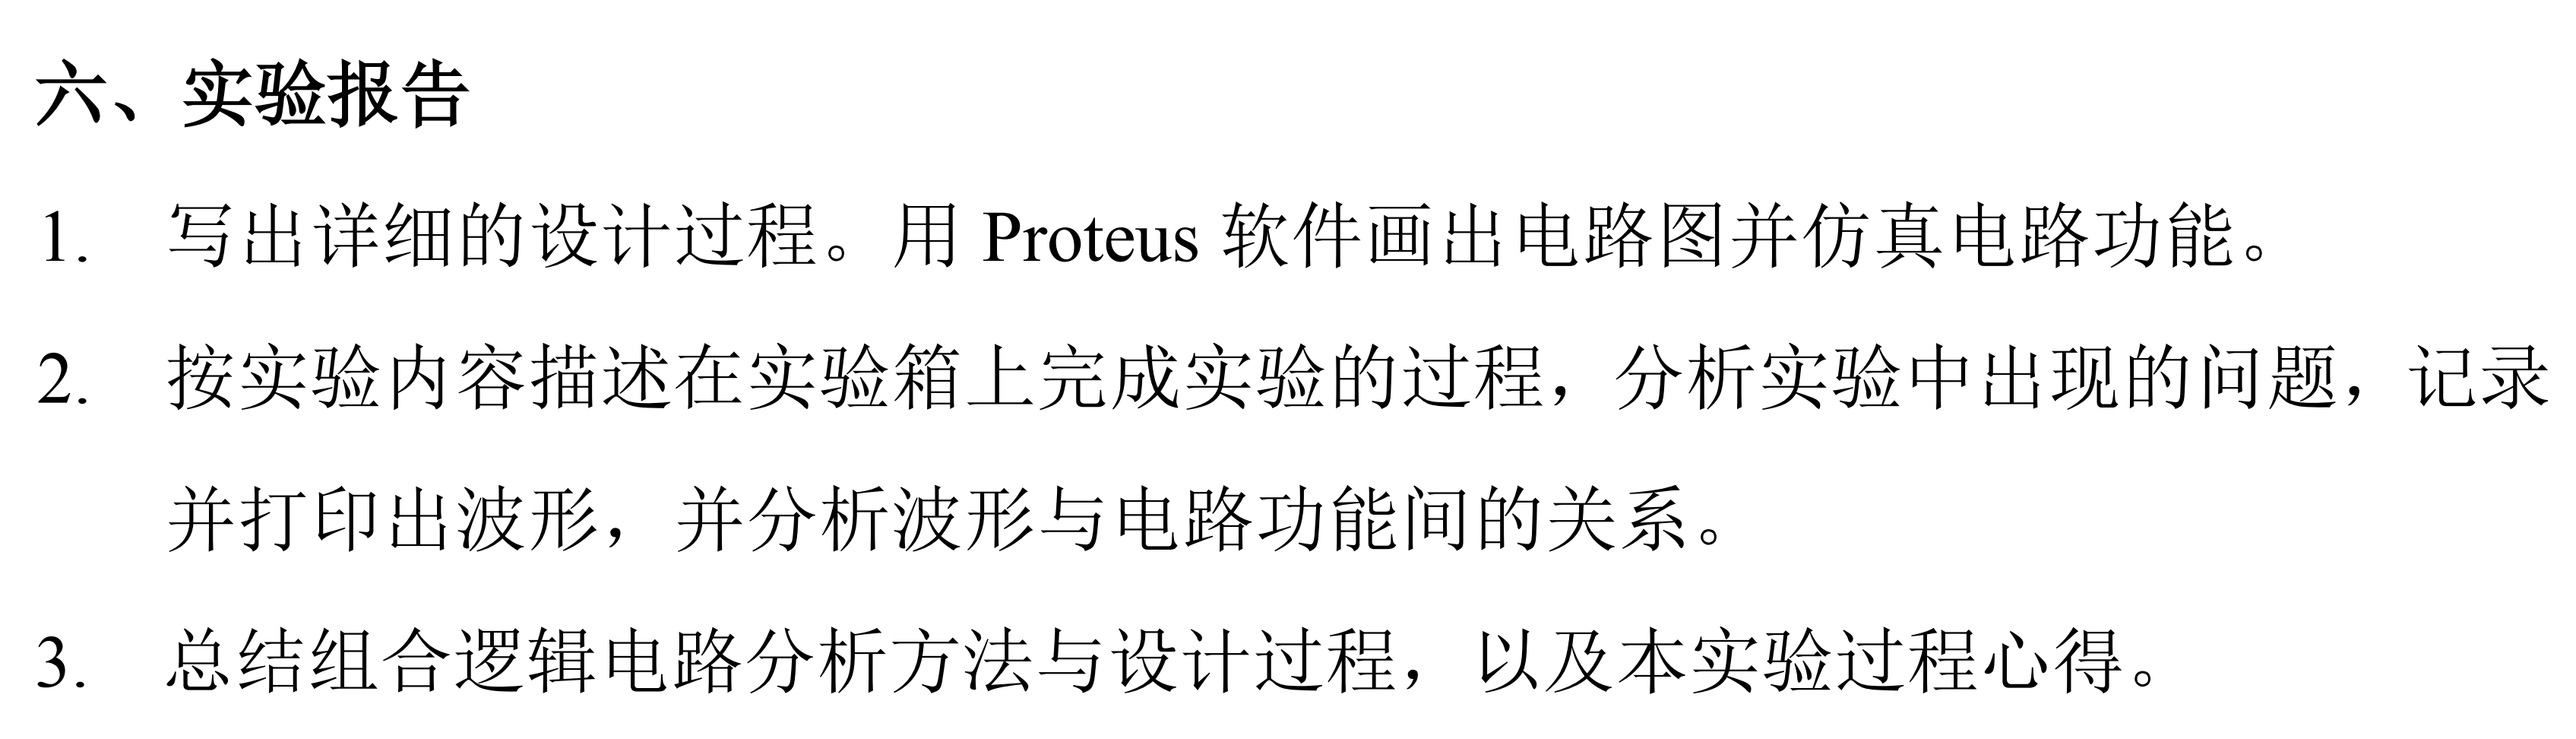 六、实验报告
1. 写出详细的设计过程。用 Proteus 软件画出电路图并仿真电路功能。
2. 按实验内容描述在实验箱上完成实验的过程，分析实验中出现的问题，记录
并打印出波形，并分析波形与电路功能间的关系。
3. 总结组合逻辑电路分析方法与设计过程，以及本实验过程心得。